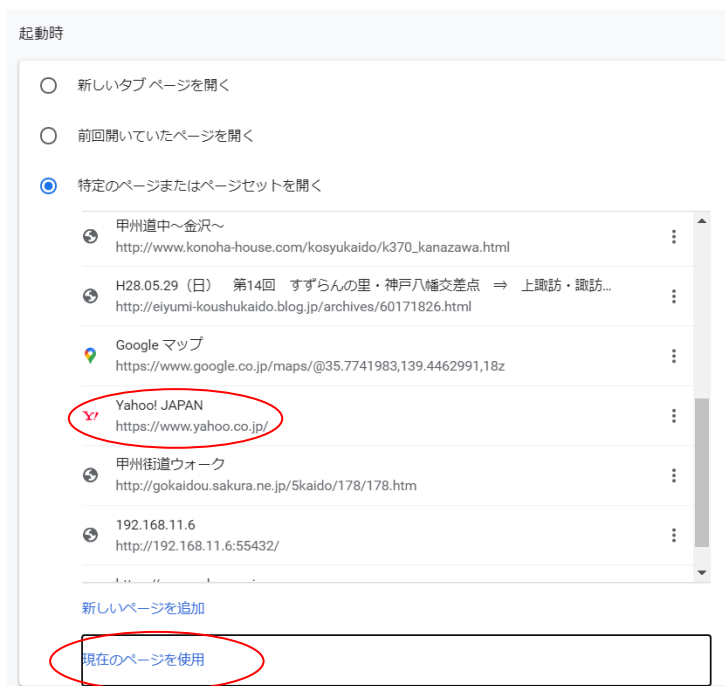 起動時
新しいタブ ページを開く
前回開いていたページを開く
特定のページまたはページセットを開く
甲州道中～金沢～
http://www.konoha-house.com/kosyukaido/k370_kanazawa.html
H28.05.29（日）　第14回　すずらんの里・神戸八幡交差点　⇒　上諏訪・諏訪...
http://eiyumi-koushukaido.blog.jp/archives/60171826.html
Google マップ
https://www.google.co.jp/maps/@35.7741983,139.4462991,18z
Y!
Yahoo! JAPAN
https://www.yahoo.co.jp/
甲州街道ウォーク
http://gokaidou.sakura.ne.jp/5kaido/178/178.htm
192.168.11.6
http://192.168.11.6:55432/
新しいページを追加
現在のページを使用